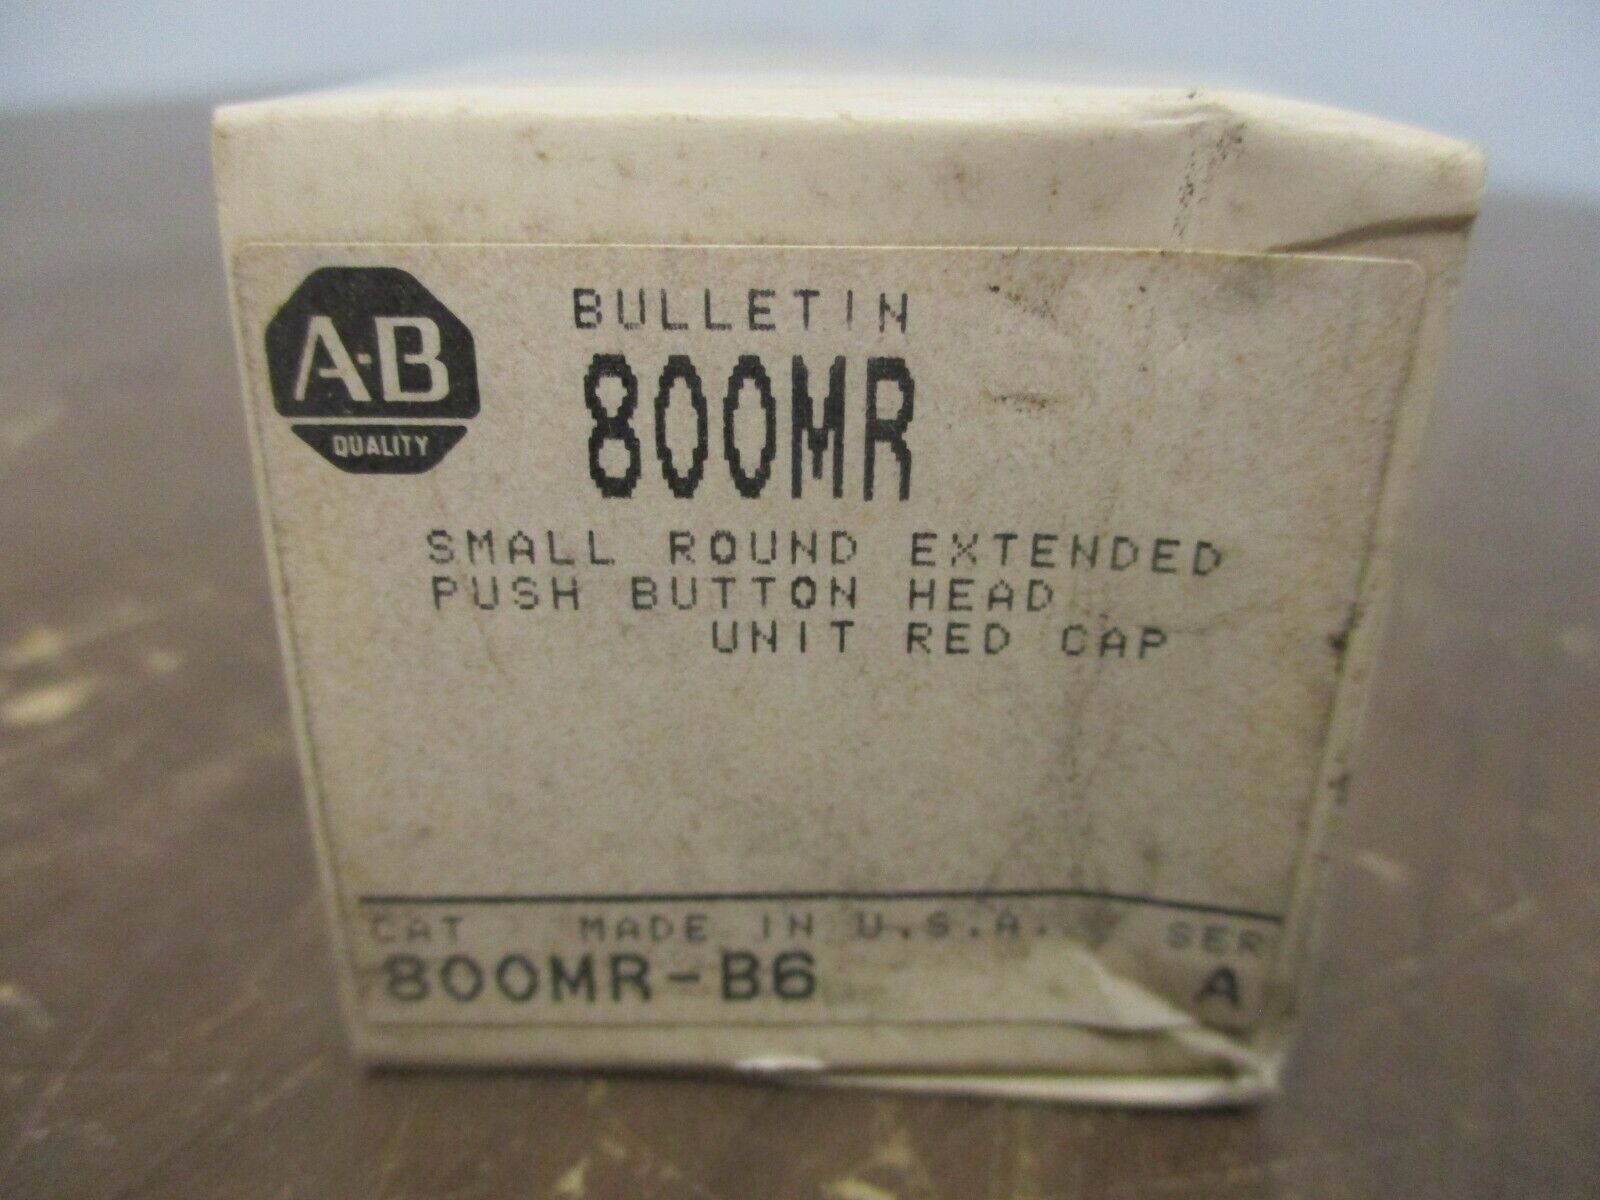 A-B
QUALITY
BULLETIN
800MR
SMALL ROUND EXTENDED
PUSH BUTTON HEAD
UNIT RED CAP
CAT MADE IN U.S.A. SER
800MR-B6 A